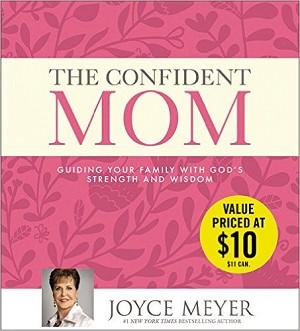 THE CONFIDENT
MOM
GUIDING YOUR FAMILY WITH GOD'S
STRENGTH AND WISDOM
VALUE
PRICED AT
$10
$11 CAN.
JOYCE MEYER
#1 NEW YORK TIMES BESTSELLING AUTHOR